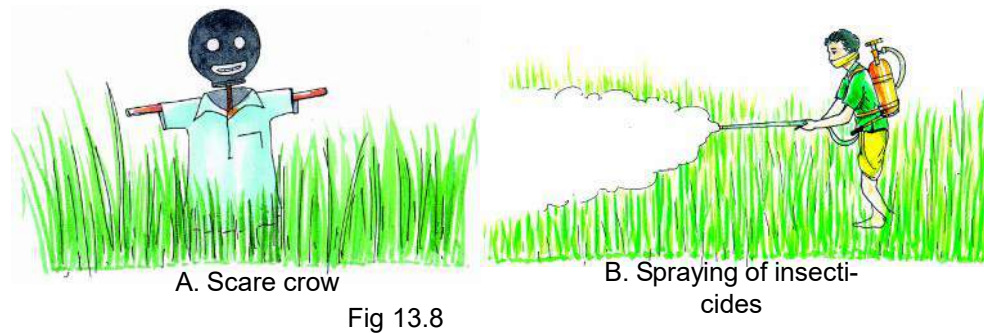 A. Scare crow
B. Spraying of insecti-
cides
Fig 13.8